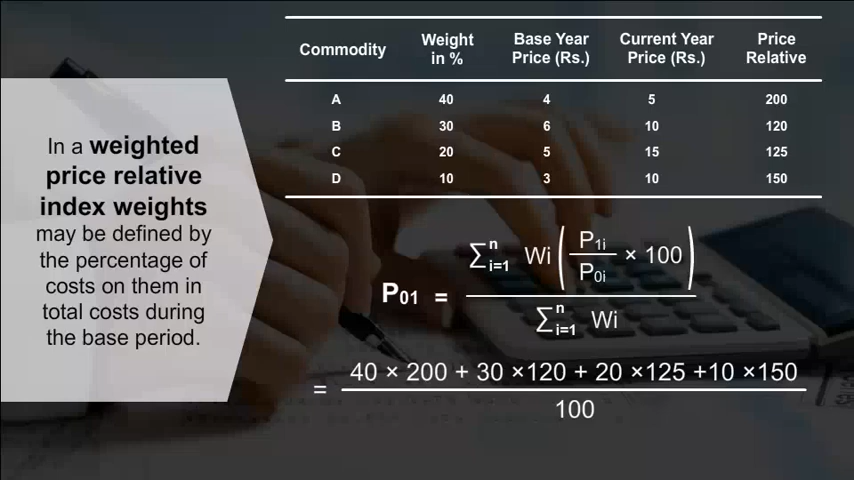 In a weighted
price relative
index weights
may be defined by
the percentage of
costs on them in
total costs during
the base period.
Commodity Weight in % Base Year Price (Rs.) Current Year Price (Rs.) Price Relative
A 40 4 5 200
B 30 6 10 120
C 20 5 15 125
D 10 3 10 150
P₀₁ = ∑ⁿᵢ₌₁ Wi (P₁ᵢ / P₀ᵢ × 100) / ∑ⁿᵢ₌₁ Wi
= 40 × 200 + 30 ×120 + 20 ×125 +10 ×150
100